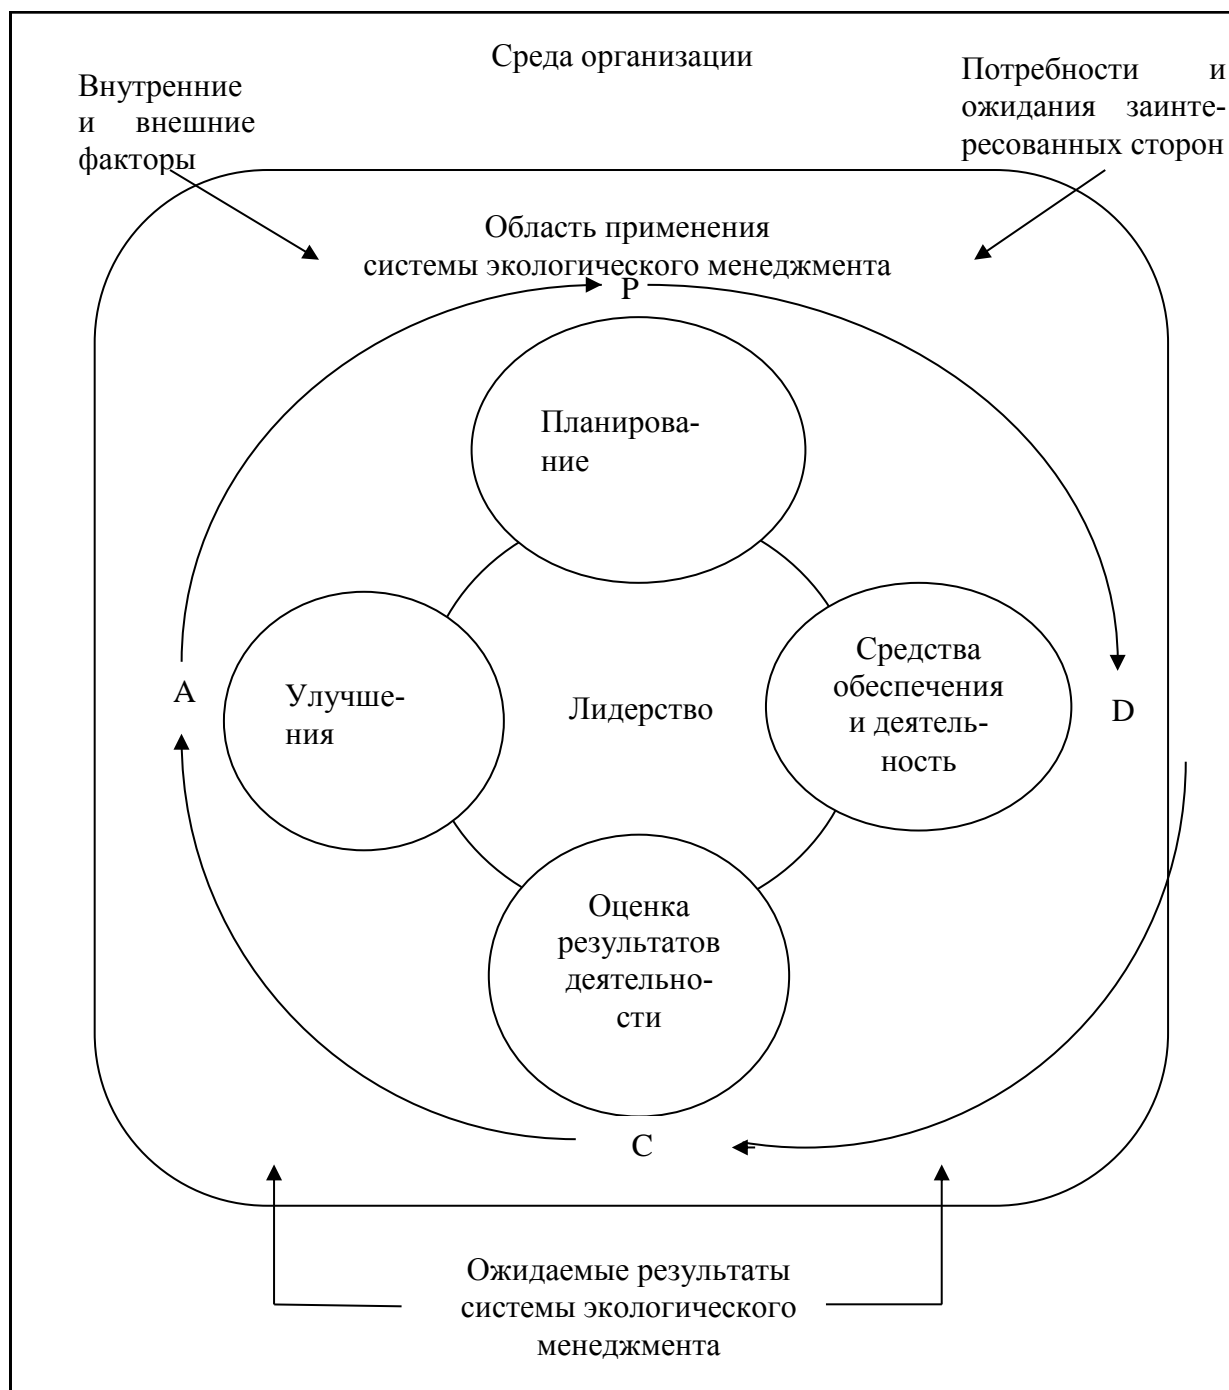 Среда организации
Внутренние
и внешние
факторы
Потребности и
ожидания заинте-
ресованных сторон
Область применения
системы экологического менеджмента
P
Планирова-
ние
A
Улучше-
ния
Лидерство
Средства
обеспечения
и деятель-
ность
D
Оценка
результатов
деятельно-
сти
C
Ожидаемые результаты
системы экологического
менеджмента